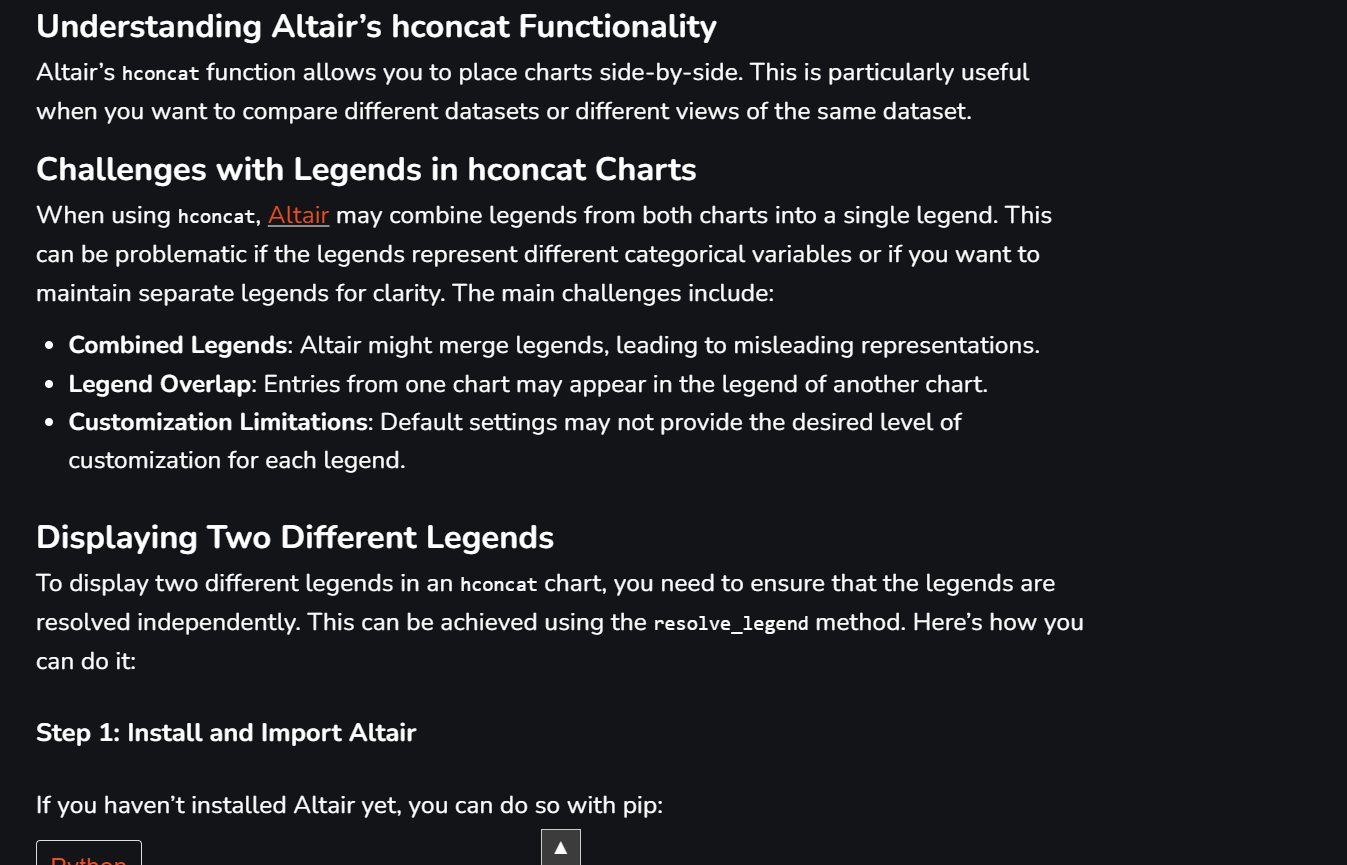 Understanding Altair’s hconcat Functionality
Altair’s hconcat function allows you to place charts side-by-side. This is particularly useful
when you want to compare different datasets or different views of the same dataset.
Challenges with Legends in hconcat Charts
When using hconcat, Altair may combine legends from both charts into a single legend. This
can be problematic if the legends represent different categorical variables or if you want to
maintain separate legends for clarity. The main challenges include:
• Combined Legends: Altair might merge legends, leading to misleading representations.
• Legend Overlap: Entries from one chart may appear in the legend of another chart.
• Customization Limitations: Default settings may not provide the desired level of
customization for each legend.
Displaying Two Different Legends
To display two different legends in an hconcat chart, you need to ensure that the legends are
resolved independently. This can be achieved using the resolve_legend method. Here’s how you
can do it:
Step 1: Install and Import Altair
If you haven’t installed Altair yet, you can do so with pip:
Python